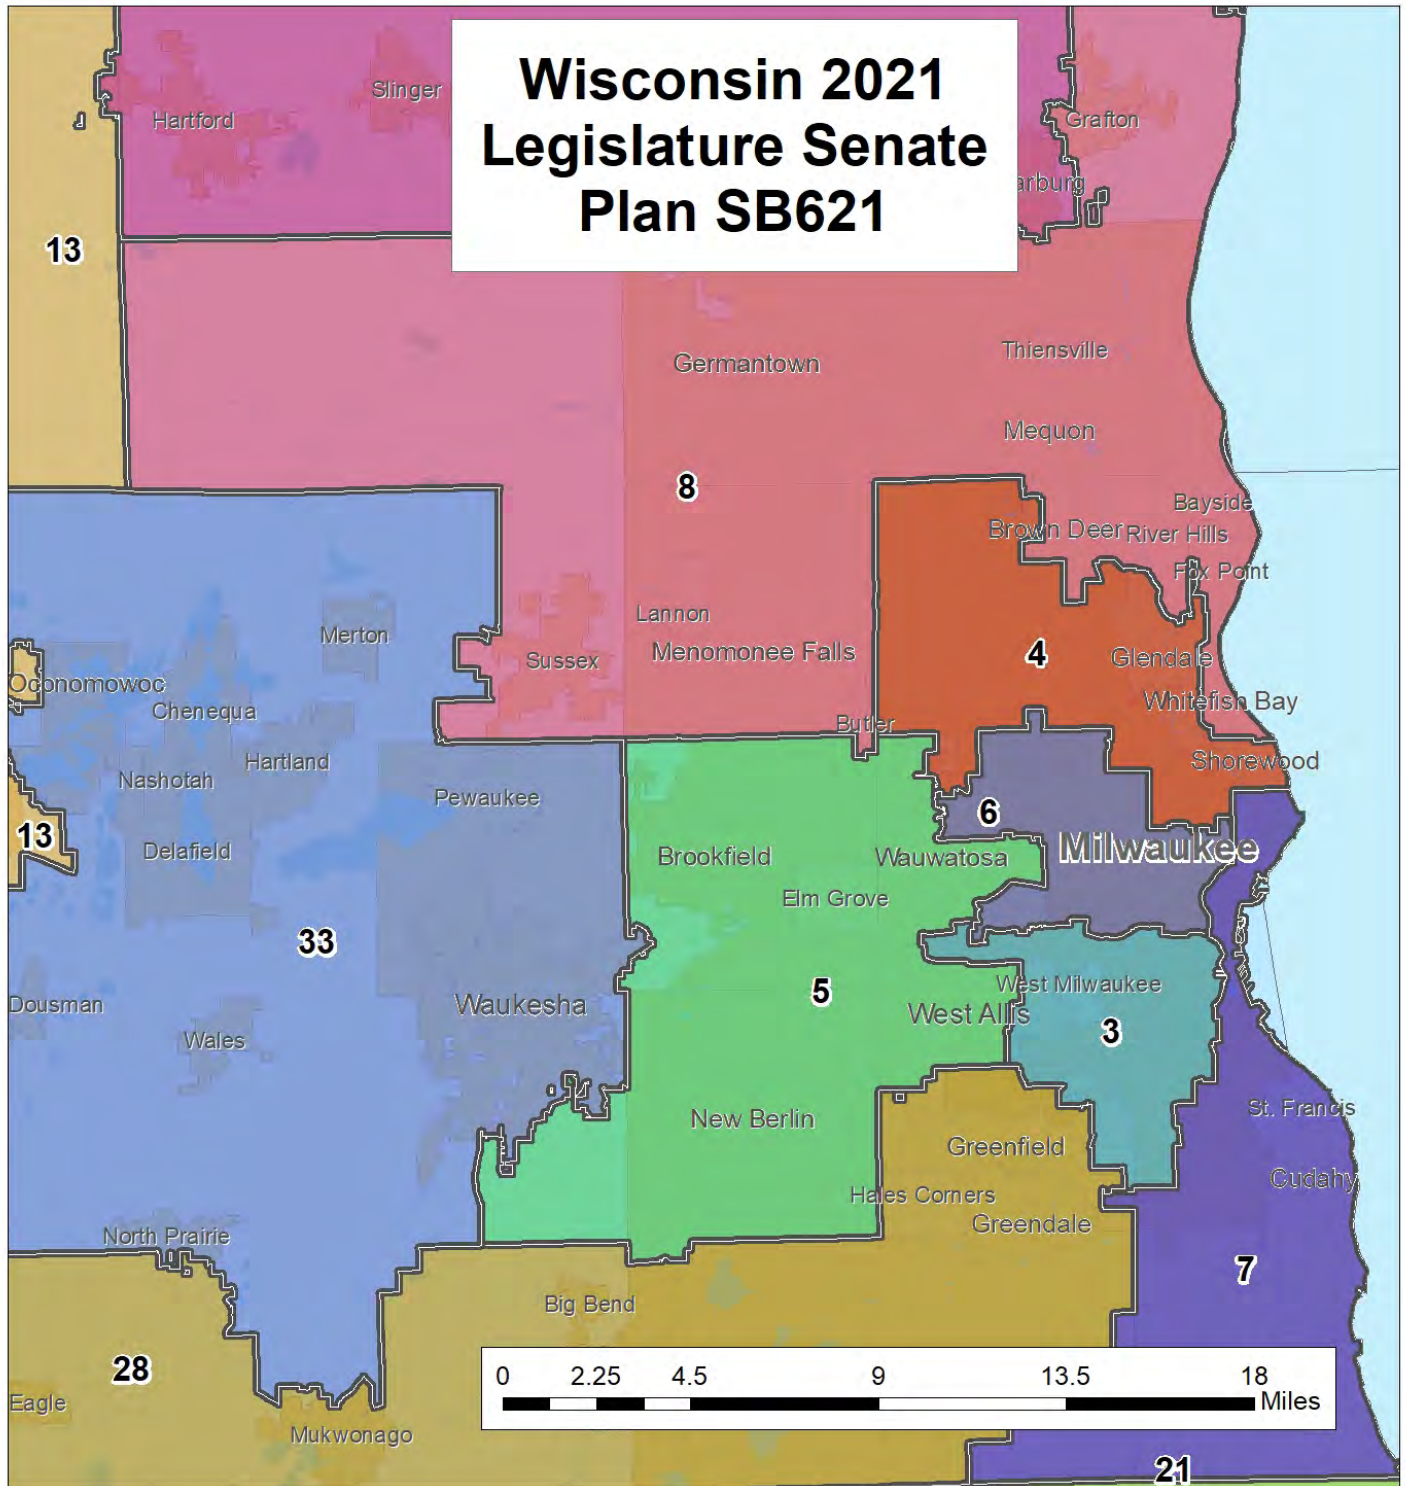 Wisconsin 2021
Legislature Senate
Plan SB621
Slinger
Hartford
Grafton
arburg
13
Germantown
Thiensville
Mequon
8
Bayside
Brown Deer
River Hills
Fox Point
Lannon
Merton
Sussex
Menomonee Falls
4
Glendale
Oconomowoc
Chenequa
Whitefish Bay
Butler
Hartland
Shorewood
Nashotah
Pewaukee
6
13
Delafield
Brookfield
Wauwatosa
Milwaukee
Elm Grove
33
5
West Milwaukee
Dousman
Waukesha
West Allis
3
Wales
New Berlin
St. Francis
Greenfield
Cudahy
Hales Corners
Greendale
North Prairie
7
Big Bend
28
0 2.25 4.5 9 13.5 18
Miles
Eagle
Mukwonago
21